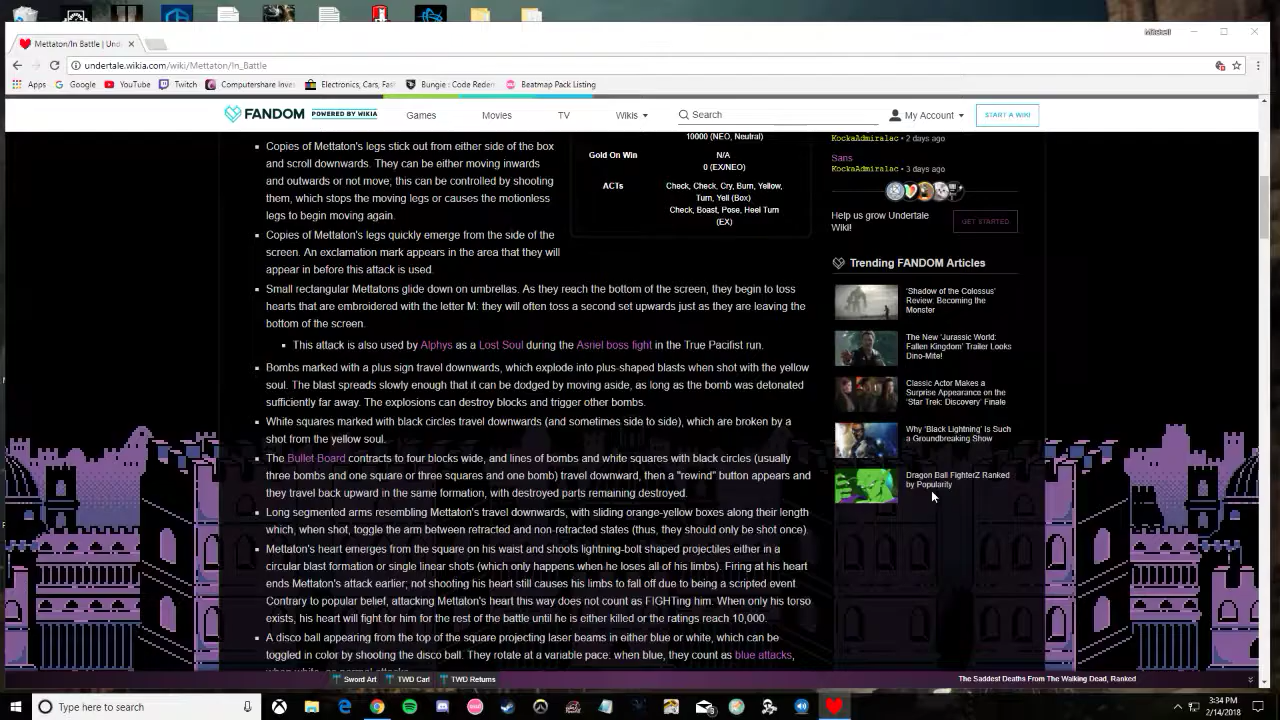 Mettaton/In Battle | Und
Mitchell
undertale.wikia.com/wiki/Mettaton/In_Battle
Apps Google YouTube Twitch Computershare Invest Electronics, Cars, Fas Bungie : Code Redem Beatmap Pack Listing
FANDOM POWERED BY WIKIA Games Movies TV Wikis Search My Account START A WIKI
Copies of Mettaton's legs stick out from either side of the box
and scroll downwards. They can be either moving inwards
and outwards or not move; this can be controlled by shooting
them, which stops the moving legs or causes the motionless
legs to begin moving again.
Copies of Mettaton's legs quickly emerge from the side of the
screen. An exclamation mark appears in the area that they will
appear in before this attack is used.
Small rectangular Mettatons glide down on umbrellas. As they reach the bottom of the screen, they begin to toss
hearts that are embroidered with the letter M: they will often toss a second set upwards just as they are leaving the
bottom of the screen.
This attack is also used by Alphys as a Lost Soul during the Asriel boss fight in the True Pacifist run.
Bombs marked with a plus sign travel downwards, which explode into plus-shaped blasts when shot with the yellow
soul. The blast spreads slowly enough that it can be dodged by moving aside, as long as the bomb was detonated
sufficiently far away. The explosions can destroy blocks and trigger other bombs.
White squares marked with black circles travel downwards (and sometimes side to side), which are broken by a
shot from the yellow soul.
The Bullet Board contracts to four blocks wide, and lines of bombs and white squares with black circles (usually
three bombs and one square or three squares and one bomb) travel downward, then a "rewind" button appears and
they travel back upward in the same formation, with destroyed parts remaining destroyed.
Long segmented arms resembling Mettaton's travel downwards, with sliding orange-yellow boxes along their length
which, when shot, toggle the arm between retracted and non-retracted states (thus, they should only be shot once).
Mettaton's heart emerges from the square on his waist and shoots lightning-bolt shaped projectiles either in a
circular blast formation or single linear shots (which only happens when he loses all of his limbs). Firing at his heart
ends Mettaton's attack earlier; not shooting his heart still causes his limbs to fall off due to being a scripted event
Contrary to popular belief, attacking Mettaton's heart this way does not count as FIGHTing him. When only his torso
exists, his heart will fight for him for the rest of the battle until he is either killed or the ratings reach 10,000.
A disco ball appearing from the top of the square projecting laser beams in either blue or white, which can be
toggled in color by shooting the disco ball. They rotate at a variable pace: when blue, they count as blue attacks,
10000 (NEO, Neutral)
Gold On Win N/A
0 (EX/NEO)
ACTs Check, Check, Cry, Burn, Yellow,
Turn, Yell (Box)
Check, Boast, Pose, Heel Turn
(EX)
KockaAdmiralac • 2 days ago
Sans
KockaAdmiralac • 3 days ago
Help us grow Undertale
Wiki!
GET STARTED
Trending FANDOM Articles
'Shadow of the Colossus'
Review: Becoming the
Monster
The New 'Jurassic World:
Fallen Kingdom' Trailer Looks
Dino-Mite!
Classic Actor Makes a
Surprise Appearance on the
'Star Trek: Discovery' Finale
Why 'Black Lightning' Is Such
a Groundbreaking Show
Dragon Ball FighterZ Ranked
by Popularity
Sword Art TWD Carl TWD Returns The Saddest Deaths From The Walking Dead, Ranked
Type here to search
3:34 PM
2/14/2018